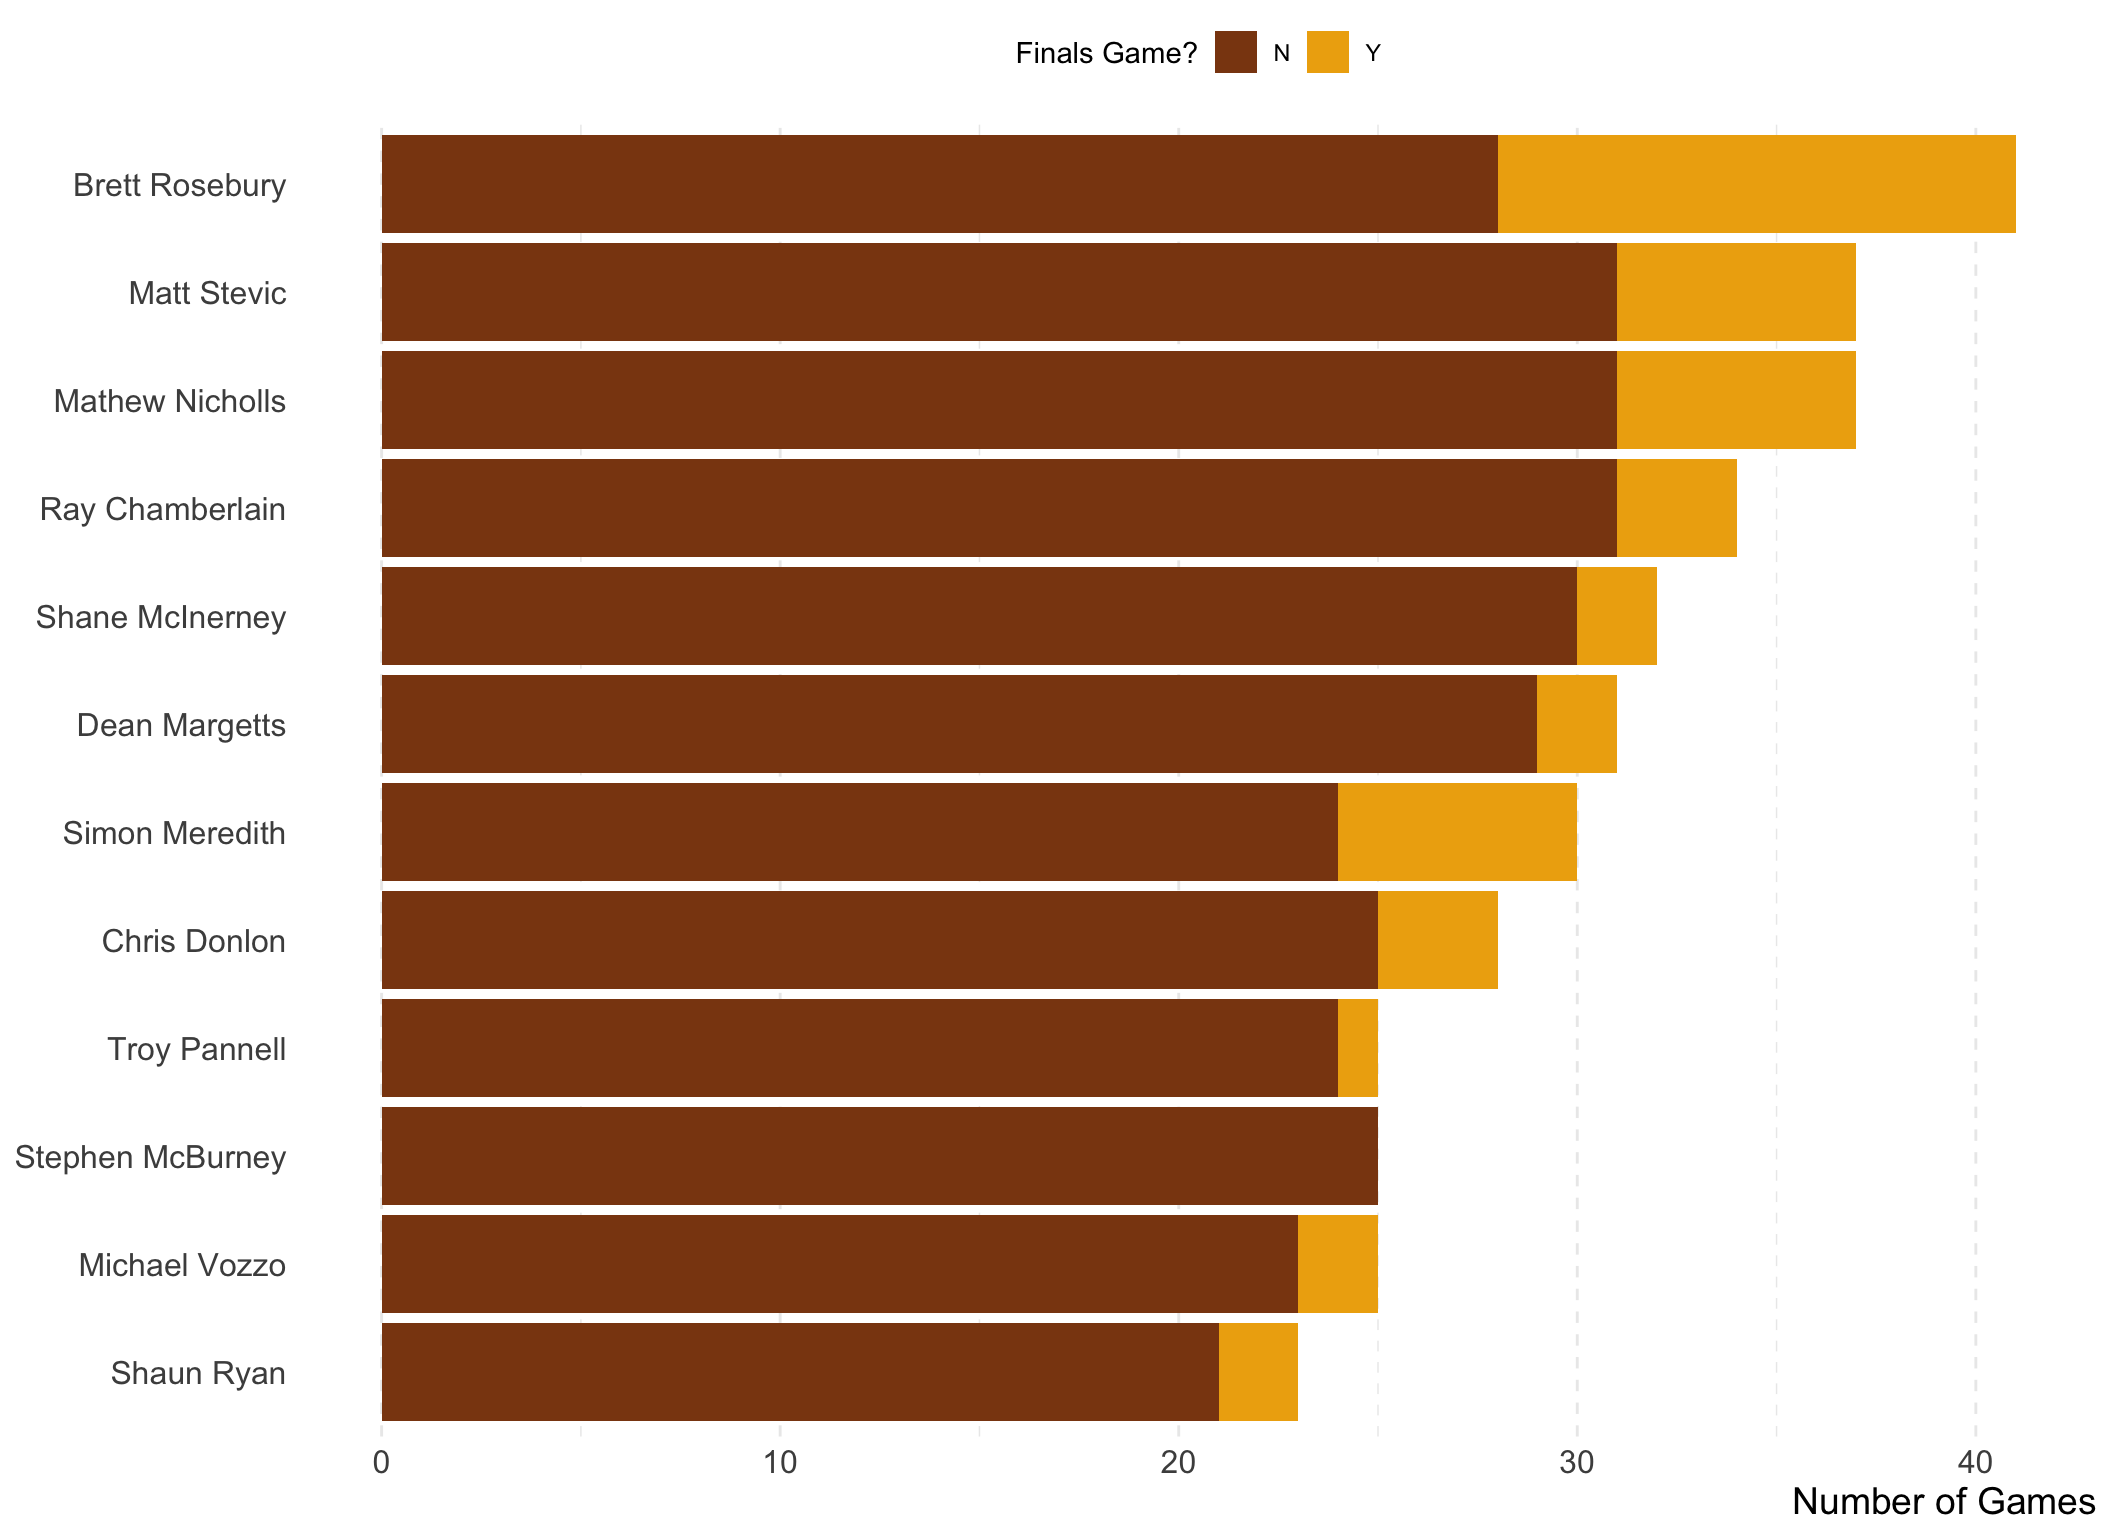 Finals Game? N Y
Brett Rosebury
Matt Stevic
Mathew Nicholls
Ray Chamberlain
Shane McInerney
Dean Margetts
Simon Meredith
Chris Donlon
Troy Pannell
Stephen McBurney
Michael Vozzo
Shaun Ryan
0 10 20 30 40
Number of Games